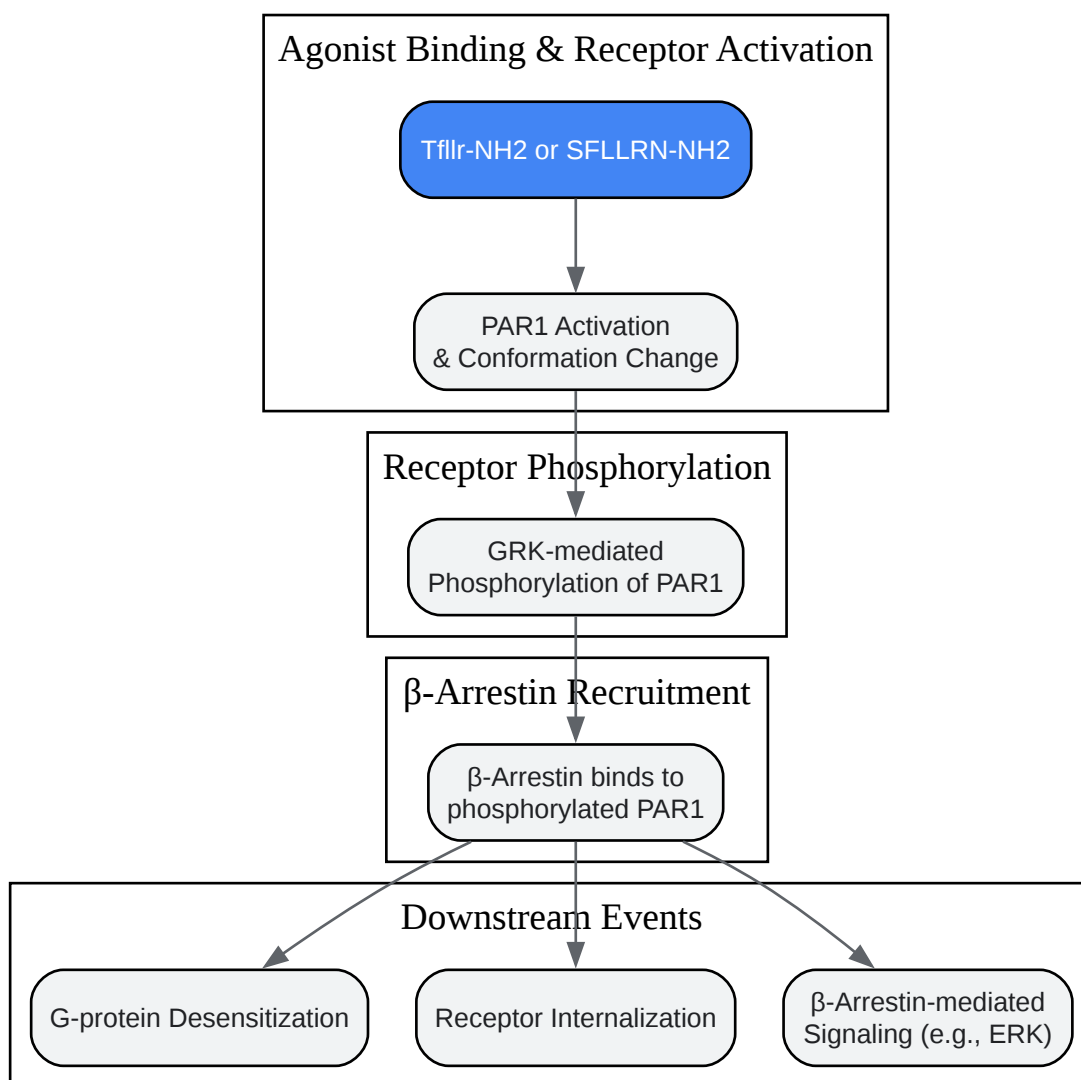 Agonist Binding & Receptor Activation
Tfllr-NH2 or SFLLRN-NH2
PAR1 Activation
& Conformation Change
Receptor Phosphorylation
GRK-mediated
Phosphorylation of PAR1
β-Arrestin Recruitment
β-Arrestin binds to
phosphorylated PAR1
Downstream Events
G-protein Desensitization
Receptor Internalization
β-Arrestin-mediated
Signaling (e.g., ERK)